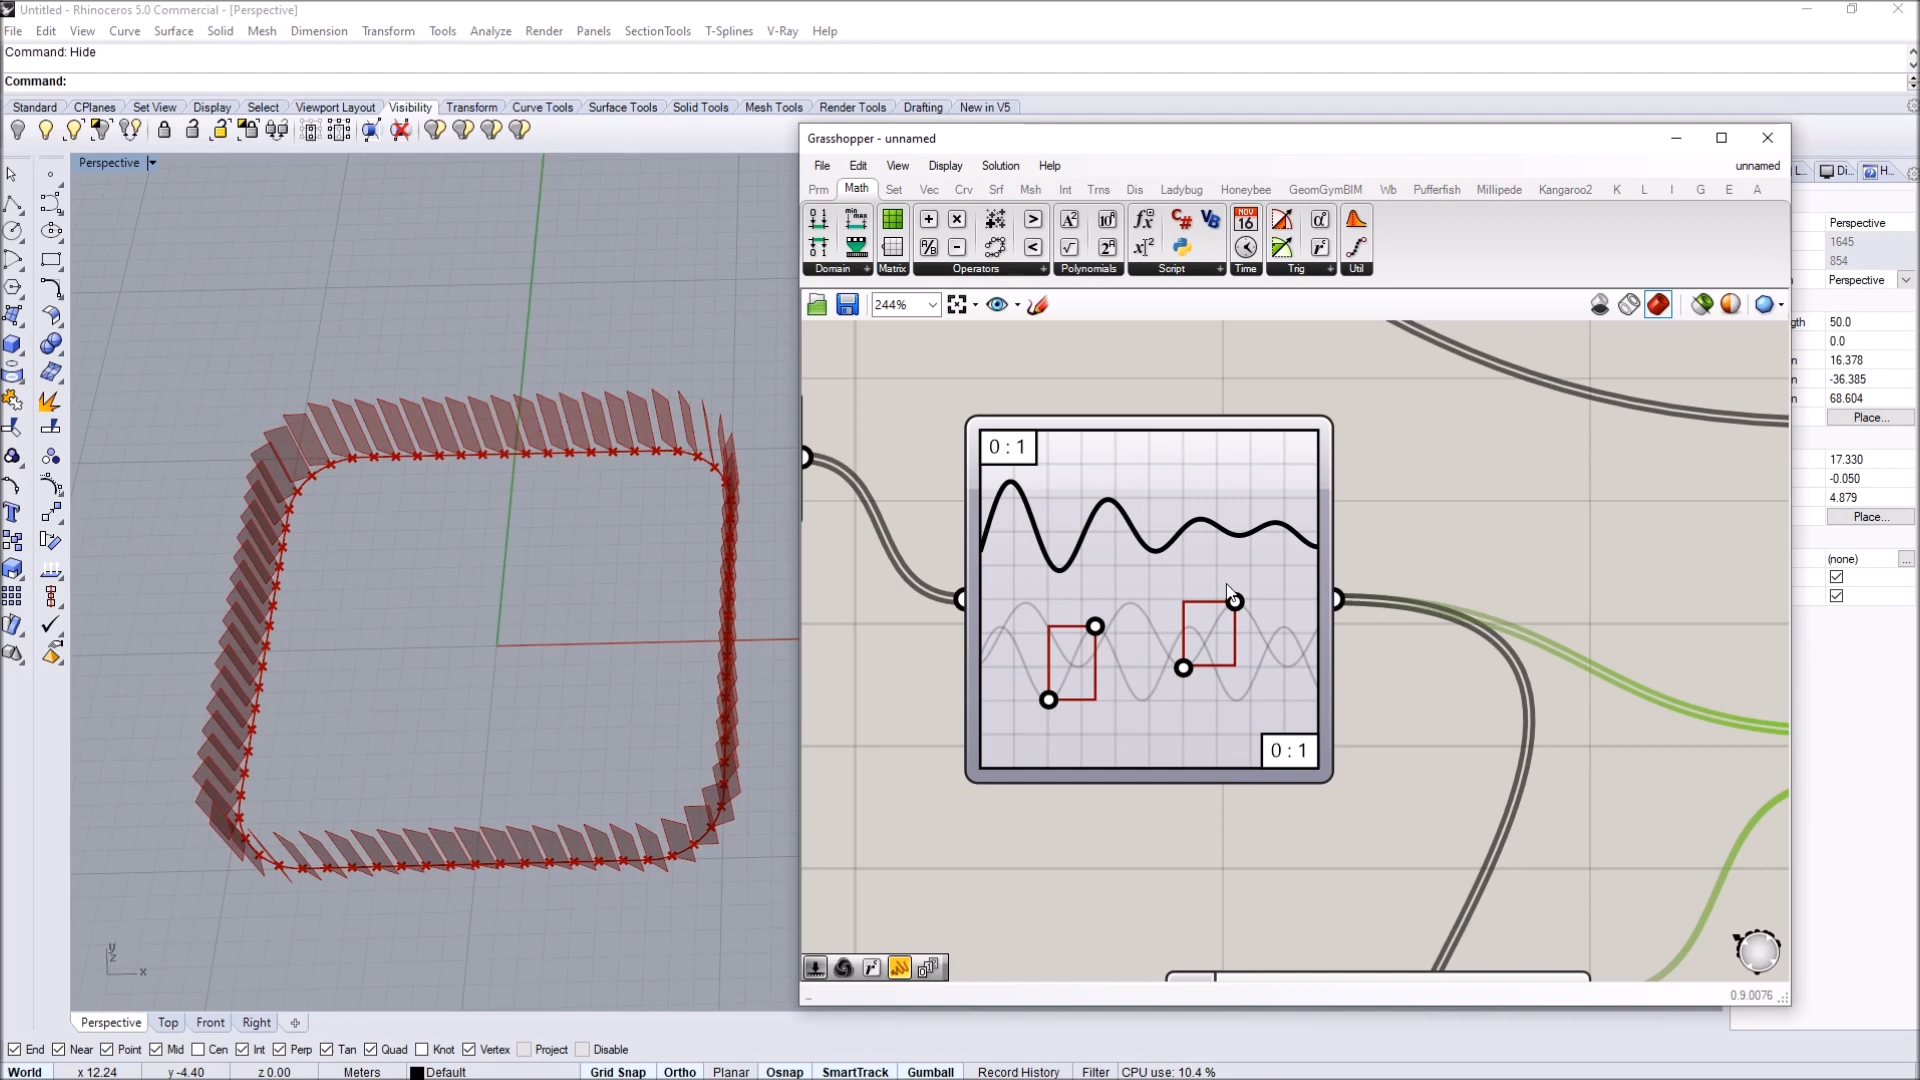 Untitled - Rhinoceros 5.0 Commercial - [Perspective]
File Edit View Curve Surface Solid Mesh Dimension Transform Tools Analyze Render Panels SectionTools T-Splines V-Ray Help
Command: Hide
Command:
Standard CPlanes Set View Display Select Viewport Layout Visibility Transform Curve Tools Surface Tools Solid Tools Mesh Tools Render Tools Drafting New in V5
Perspective
Grasshopper - unnamed
File Edit View Display Solution Help unnamed
Prm Math Set Vec Crv Srf Msh Int Trns Dis Ladybug Honeybee GeomGymBIM Wb Pufferfish Millipede Kangaroo2 K L I G E A
Domain Matrix Operators Polynomials Script Time Trig Util
NOV
16
244%
0 : 1
0 : 1
0.9.0076
L... Di... H...
Perspective
1645
854
Perspective
gth 50.0
0.0
n 16.378
n -36.385
n 68.604
Place...
17.330
-0.050
4.879
Place...
(none) ...
y
z
x
Perspective Top Front Right
End Near Point Mid Cen Int Perp Tan Quad Knot Vertex Project Disable
World x 12.24 y -4.40 z 0.00 Meters Default Grid Snap Ortho Planar Osnap SmartTrack Gumball Record History Filter CPU use: 10.4 %